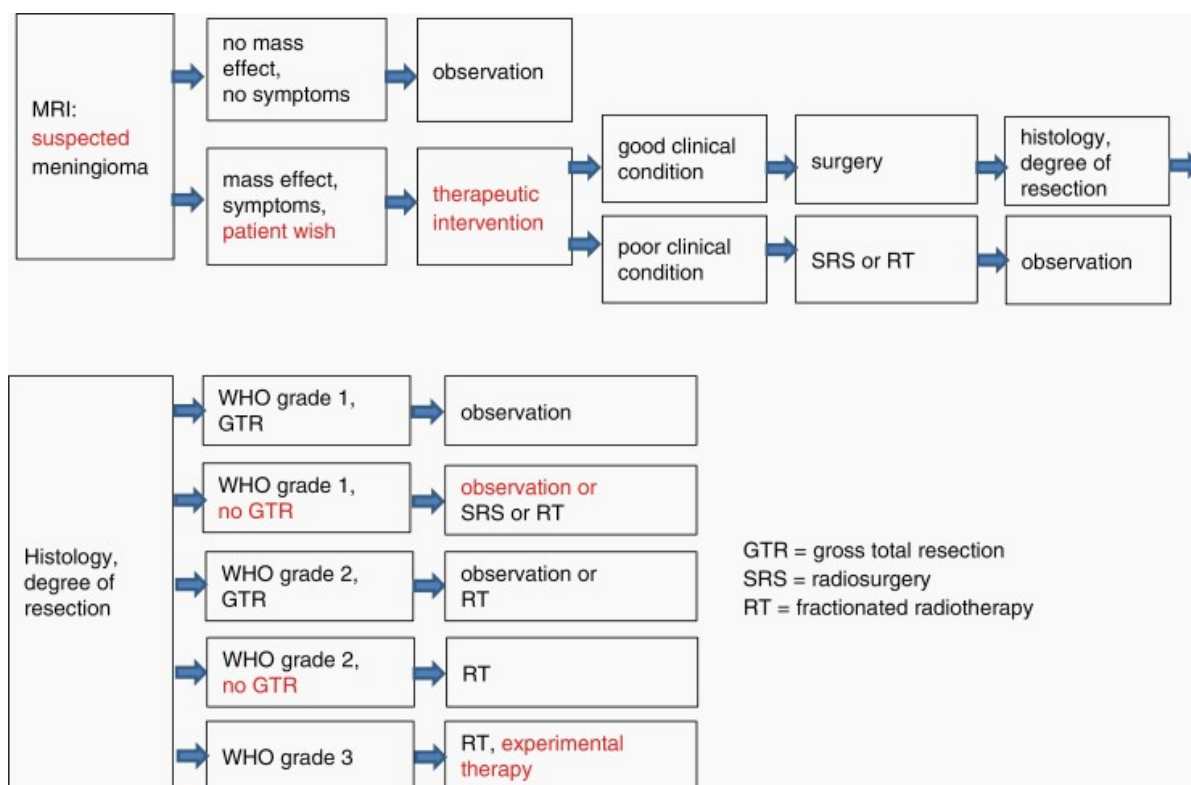 MRI:
suspected
meningioma
no mass
effect,
no symptoms
observation
mass effect,
symptoms,
patient wish
therapeutic
intervention
good clinical
condition
surgery
histology,
degree of
resection
poor clinical
condition
SRS or RT
observation
Histology,
degree of
resection
WHO grade 1,
GTR
observation
WHO grade 1,
no GTR
observation or
SRS or RT
WHO grade 2,
GTR
observation or
RT
WHO grade 2,
no GTR
RT
WHO grade 3
RT, experimental
therapy
GTR = gross total resection
SRS = radiosurgery
RT = fractionated radiotherapy